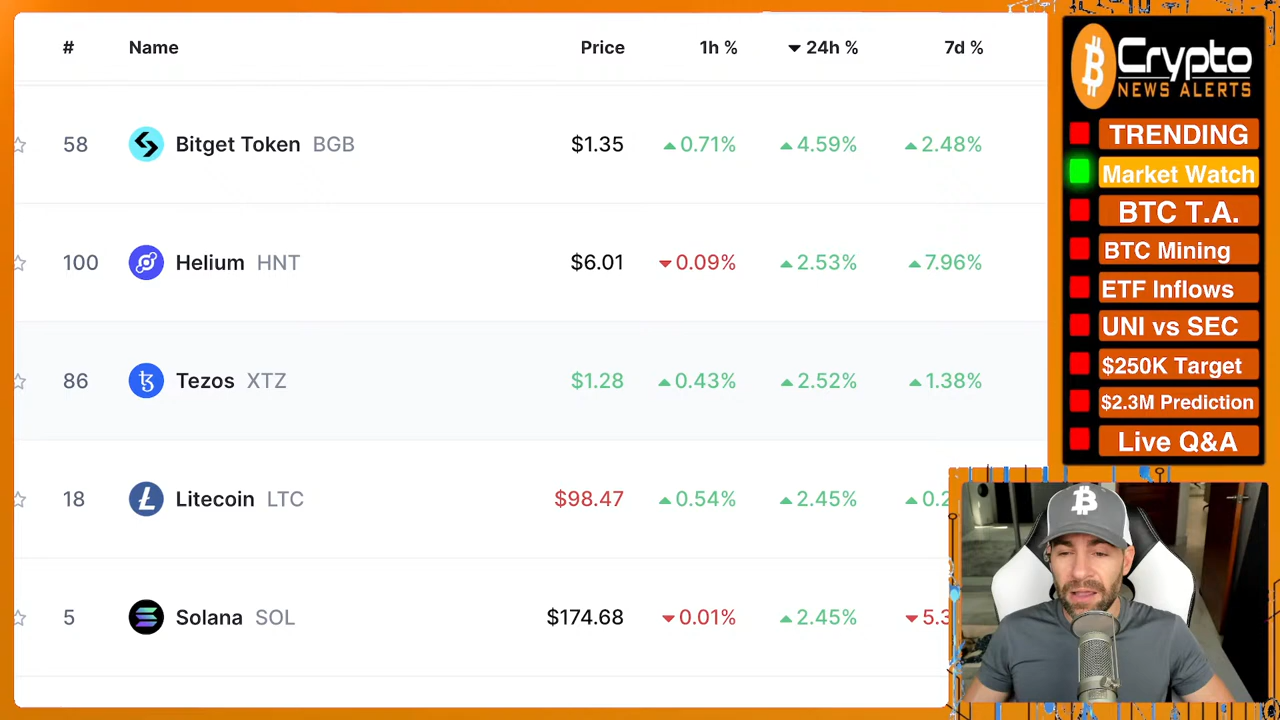 # Name Price 1h % 24h % 7d %
58 Bitget Token BGB $1.35 0.71% 4.59% 2.48%
100 Helium HNT $6.01 0.09% 2.53% 7.96%
86 Tezos XTZ $1.28 0.43% 2.52% 1.38%
18 Litecoin LTC $98.47 0.54% 2.45% 0.2
5 Solana SOL $174.68 0.01% 2.45% 5.3
Crypto
NEWS ALERTS
TRENDING
Market Watch
BTC T.A.
BTC Mining
ETF Inflows
UNI vs SEC
$250K Target
$2.3M Prediction
Live Q&A